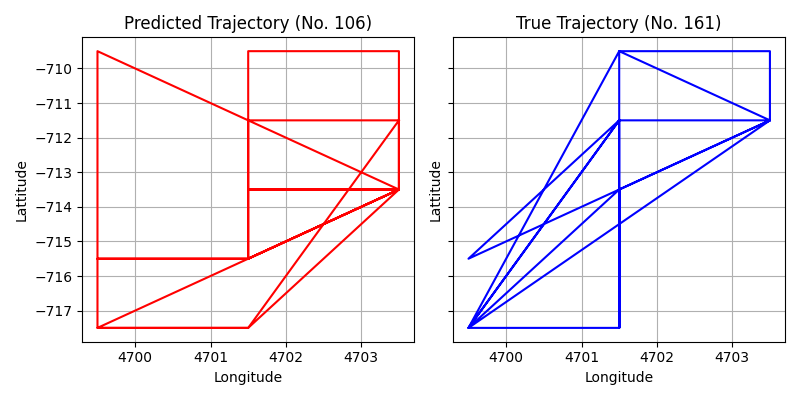 Predicted Trajectory (No. 106)
True Trajectory (No. 161)
−710
−711
−712
−713
−714
−715
−716
−717
Lattitude
Lattitude
4700 4701 4702 4703
4700 4701 4702 4703
Longitude
Longitude